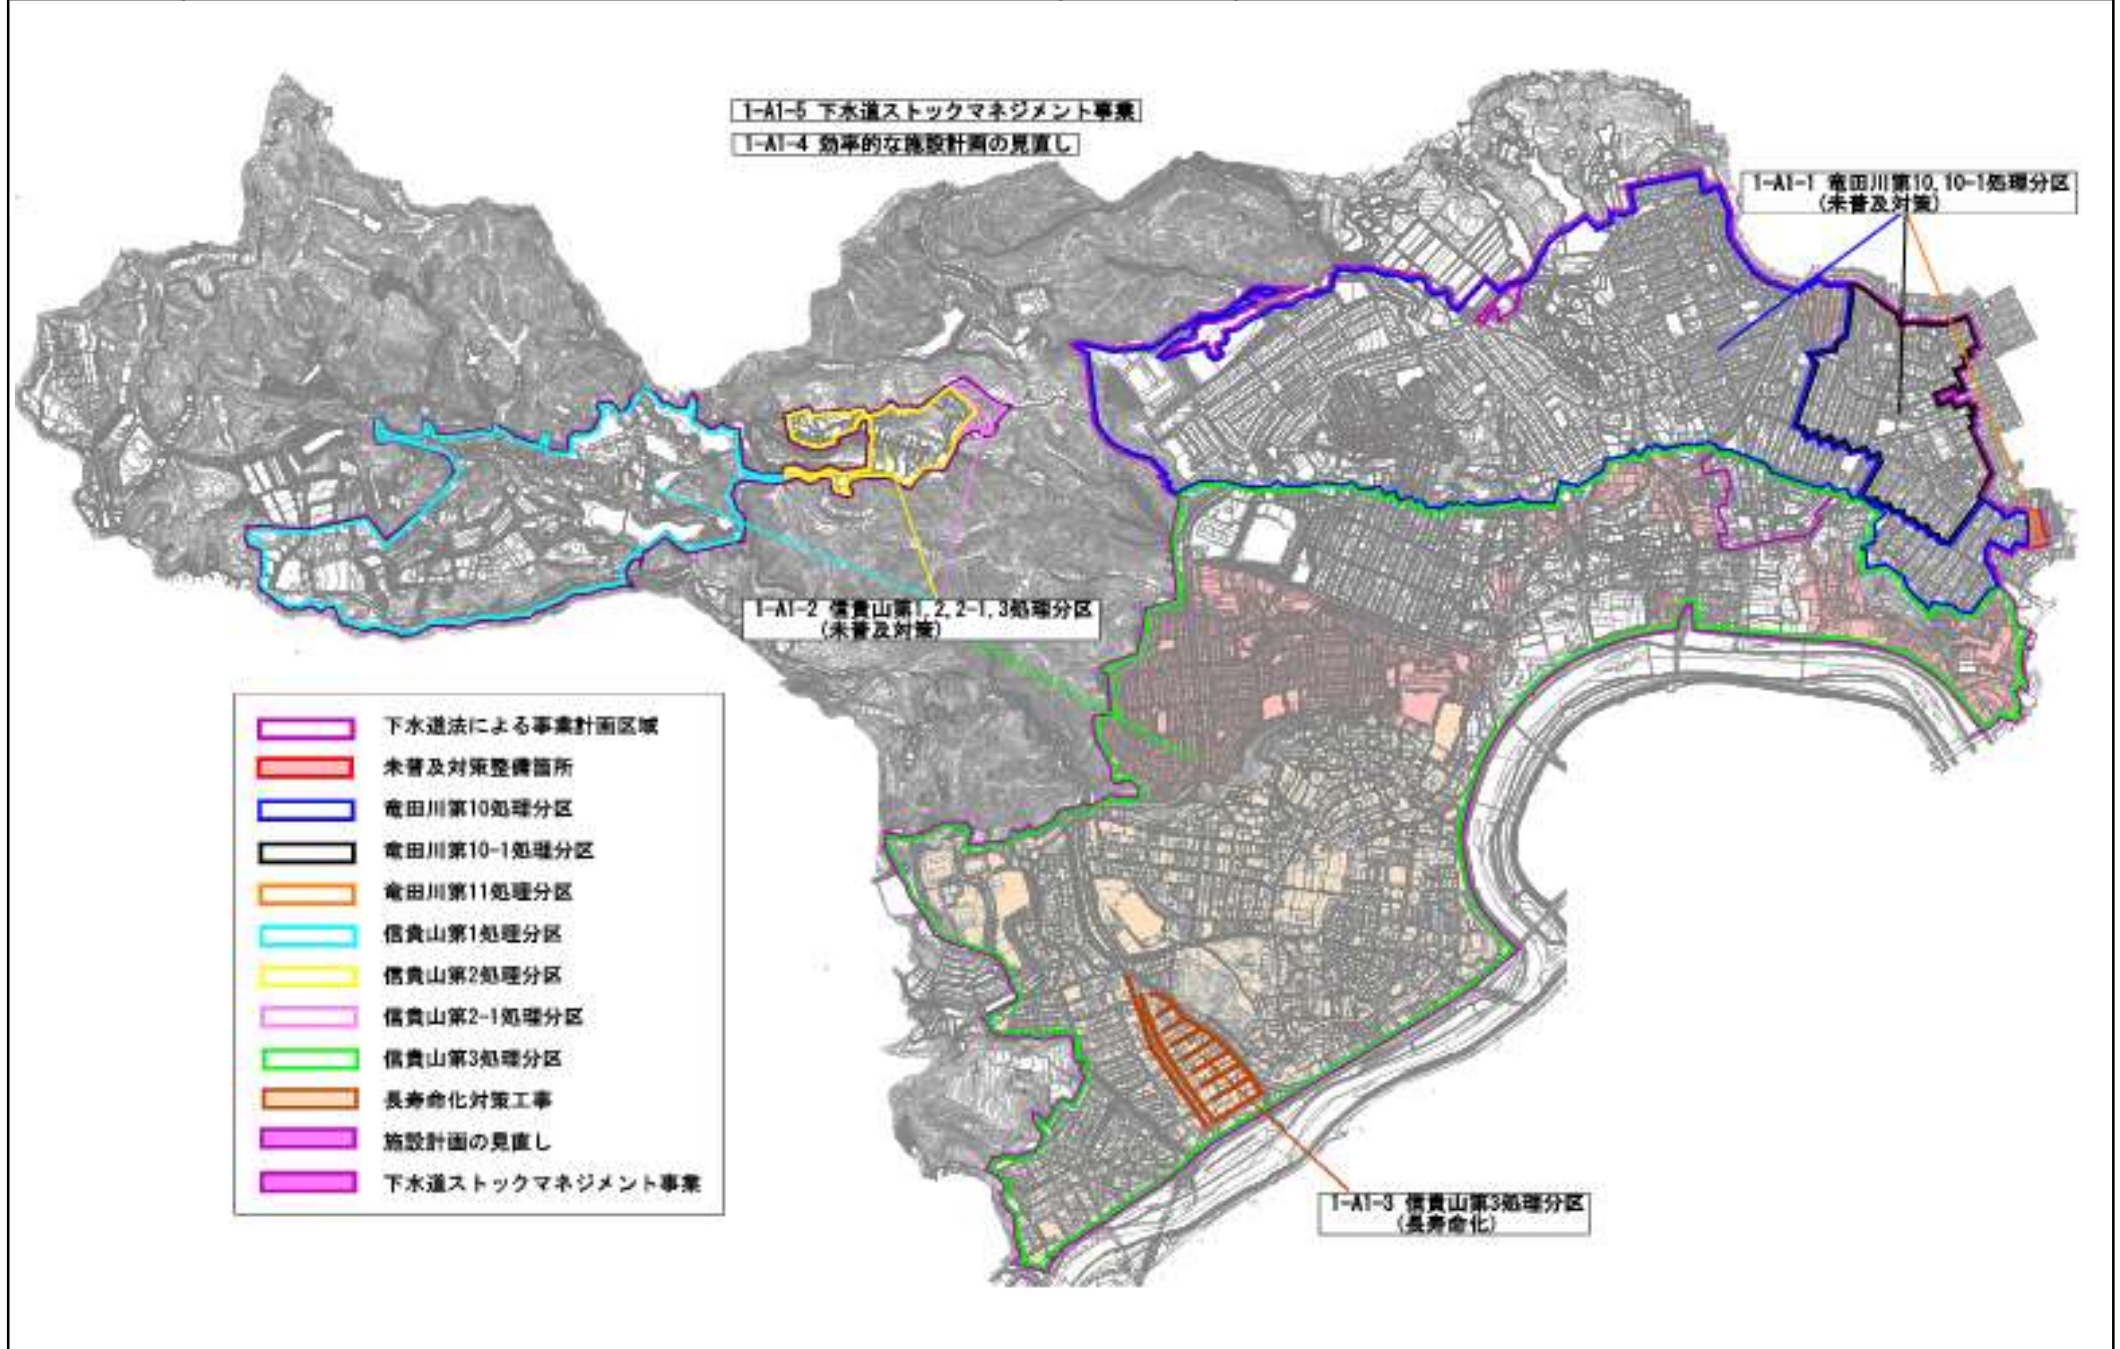 1-A1-5 下水道ストックマネジメント事業
1-A1-4 効率的な施設計画の見直し
1-A1-1 竜田川第10,10-1処理分区
(未普及対策)
1-A1-2 信貴山第1,2,2-1,3処理分区
(未普及対策)
下水道法による事業計画区域
未普及対策整備箇所
竜田川第10処理分区
竜田川第10-1処理分区
竜田川第11処理分区
信貴山第1処理分区
信貴山第2処理分区
信貴山第2-1処理分区
信貴山第3処理分区
長寿命化対策工事
施設計画の見直し
下水道ストックマネジメント事業
1-A1-3 信貴山第3処理分区
(長寿命化)